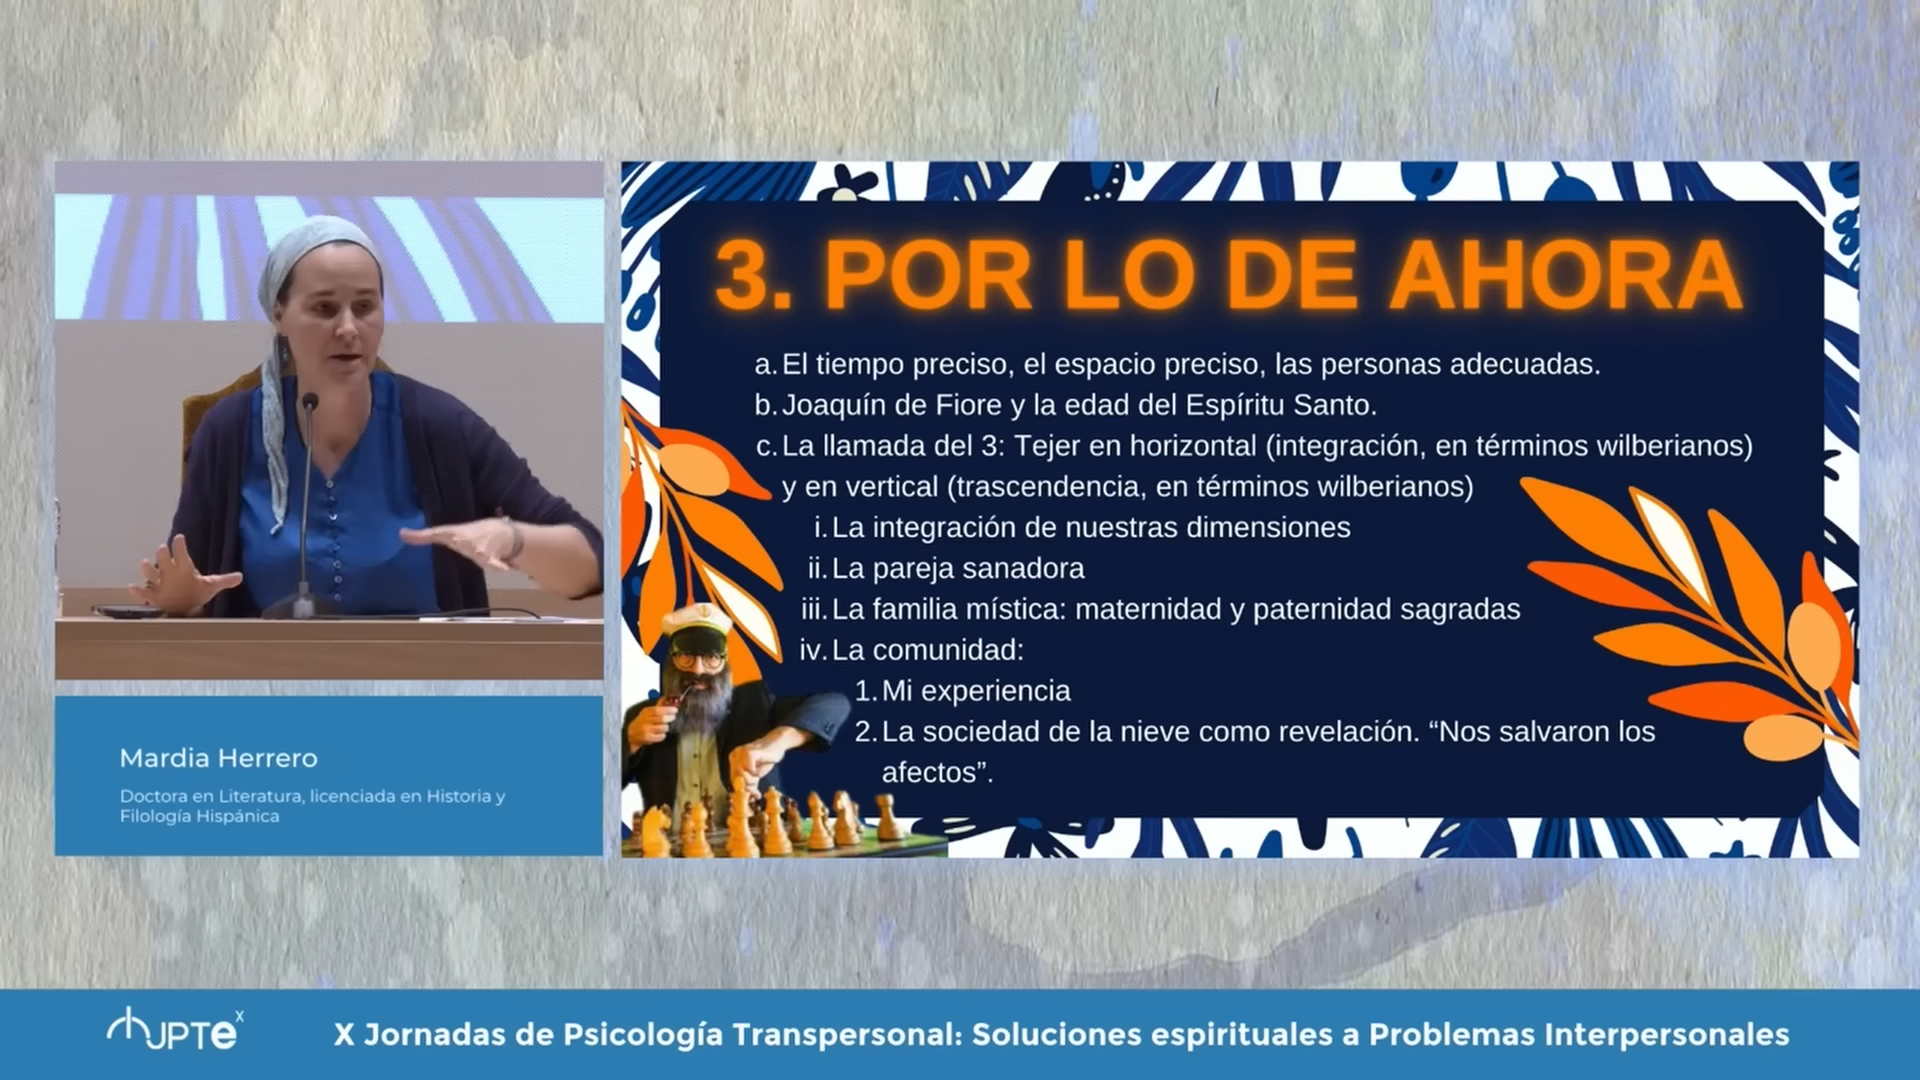 3. POR LO DE AHORA
a. El tiempo preciso, el espacio preciso, las personas adecuadas.
b. Joaquín de Fiore y la edad del Espíritu Santo.
c. La llamada del 3: Tejer en horizontal (integración, en términos wilberianos)
y en vertical (trascendencia, en términos wilberianos)
i. La integración de nuestras dimensiones
ii. La pareja sanadora
iii. La familia mística: maternidad y paternidad sagradas
iv. La comunidad:
1. Mi experiencia
2. La sociedad de la nieve como revelación. “Nos salvaron los
afectos”.
Mardia Herrero
Doctora en Literatura, licenciada en Historia y
Filología Hispánica
JPTe x
X Jornadas de Psicología Transpersonal: Soluciones espirituales a Problemas Interpersonales